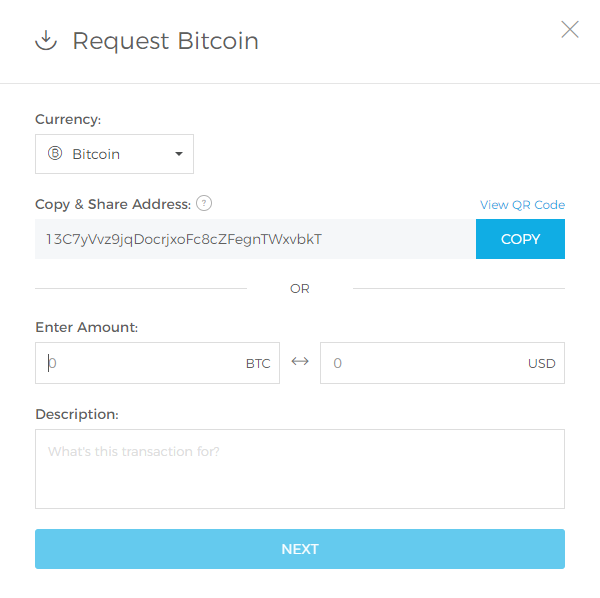 Request Bitcoin
Currency:
Bitcoin
Copy & Share Address: ?
View QR Code
13C7yVvz9jqDocrjxoFc8cZFegnTWxvbkT
COPY
OR
Enter Amount:
0 BTC
0 USD
Description:
What's this transaction for?
NEXT